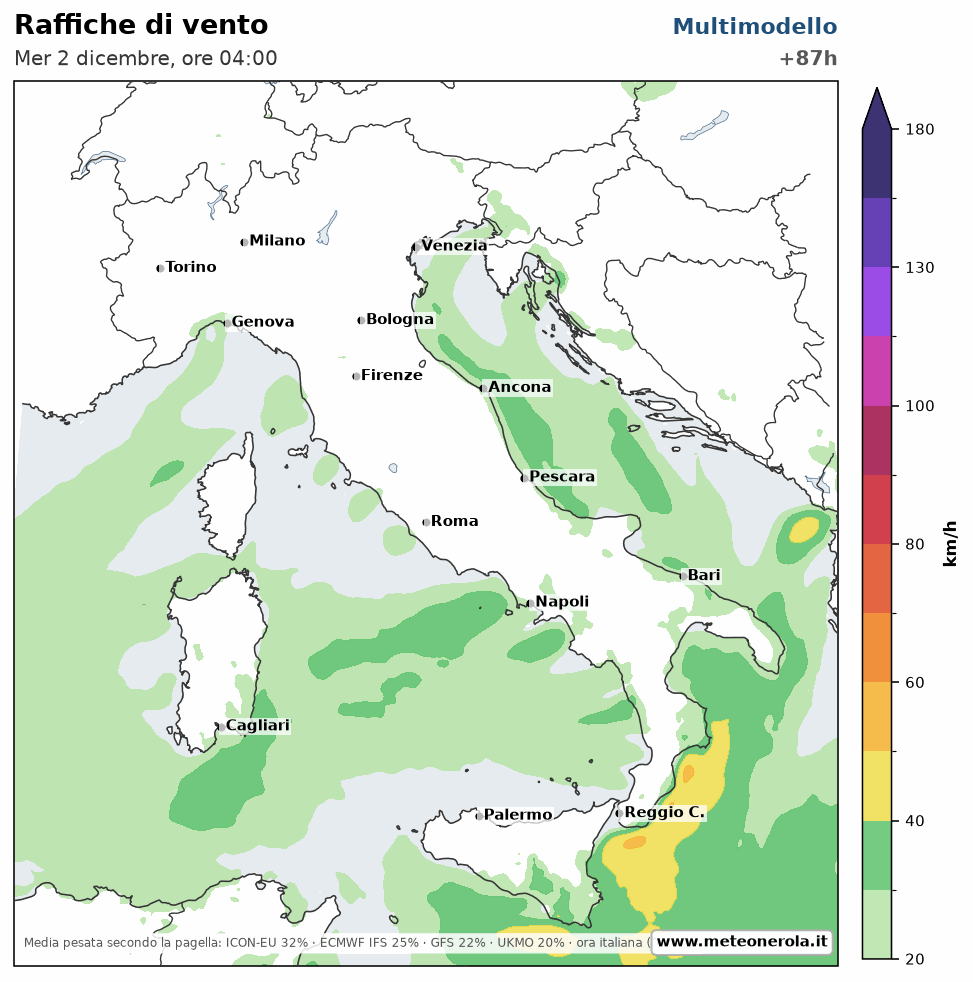 Raffiche di vento
Multimodello
Mer 2 dicembre, ore 04:00
+87h
Milano
Venezia
Torino
Genova
Bologna
Firenze
Ancona
Pescara
Roma
Bari
Napoli
Cagliari
Palermo
Reggio C.
180
130
100
80
60
40
20
km/h
Media pesata secondo la pagella: ICON-EU 32% · ECMWF IFS 25% · GFS 22% · UKMO 20% · ora italiana (
www.meteonerola.it